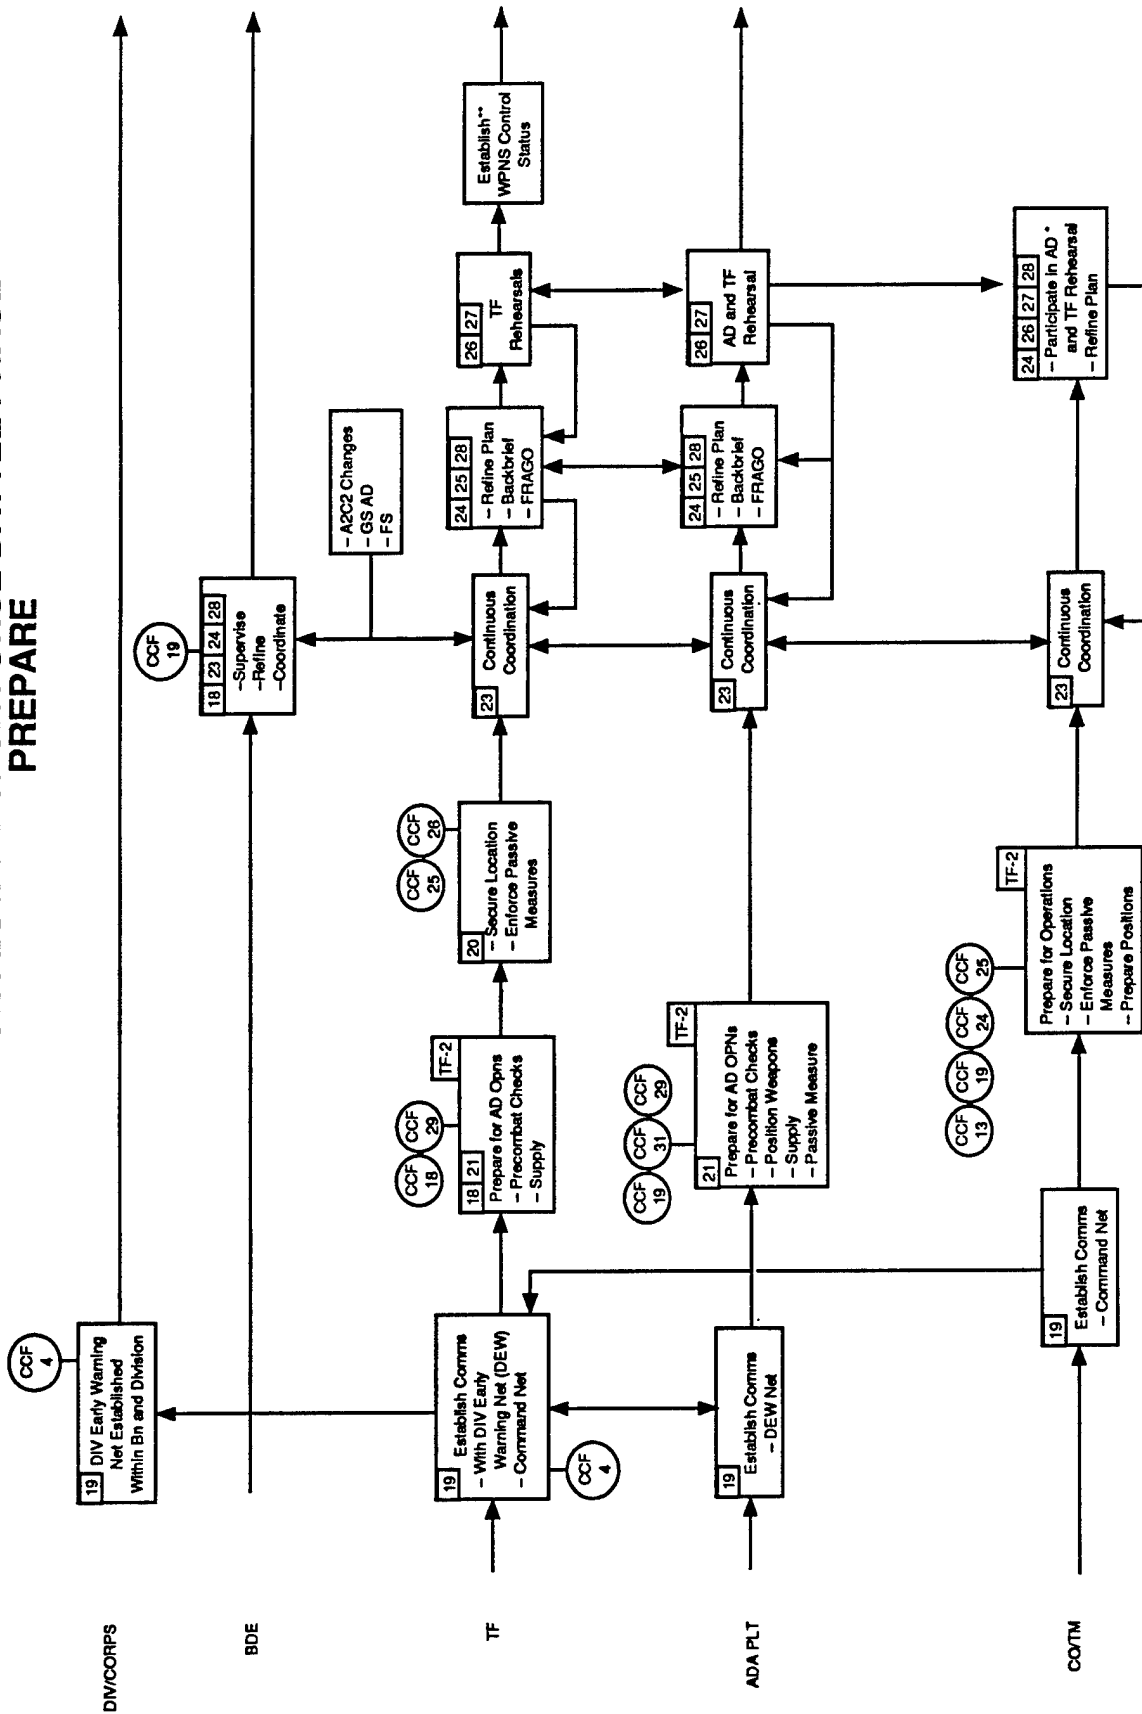 PREPARE
DIV/CORPS
CCF
4
19
DIV Early Warning
Net Established
Within Bn and Division
BDE
CCF
19
18 23 24 28
–Supervise
–Refine
–Coordinate
– A2C2 Changes
– GS AD
– FS
TF
19
Establish Comms
– With DIV Early
Warning Net (DEW)
– Command Net
CCF
4
CCF
18
CCF
29
TF-2
18 21
Prepare for AD Opns
– Precombat Checks
– Supply
CCF
25
CCF
26
20
– Secure Location
– Enforce Passive
Measures
23
Continuous
Coordination
24 25 28
– Refine Plan
– Backbrief
– FRAGO
26 27
TF
Rehearsals
Establish**
WPNS Control
Status
ADA PLT
19
Establish Comms
– DEW Net
CCF
19
CCF
31
CCF
29
TF-2
21
Prepare for AD OPNs
– Precombat Checks
– Position Weapons
– Supply
– Passive Measure
23
Continuous
Coordination
24 25 28
– Refine Plan
– Backbrief
– FRAGO
26 27
AD and TF
Rehearsal
CO/TM
19
Establish Comms
– Command Net
CCF
13
CCF
19
CCF
24
CCF
25
TF-2
Prepare for Operations
– Secure Location
– Enforce Passive
Measures
– Prepare Positions
23
Continuous
Coordination
24 26 27 28
– Participate in AD *
and TF Rehearsal
– Refine Plan